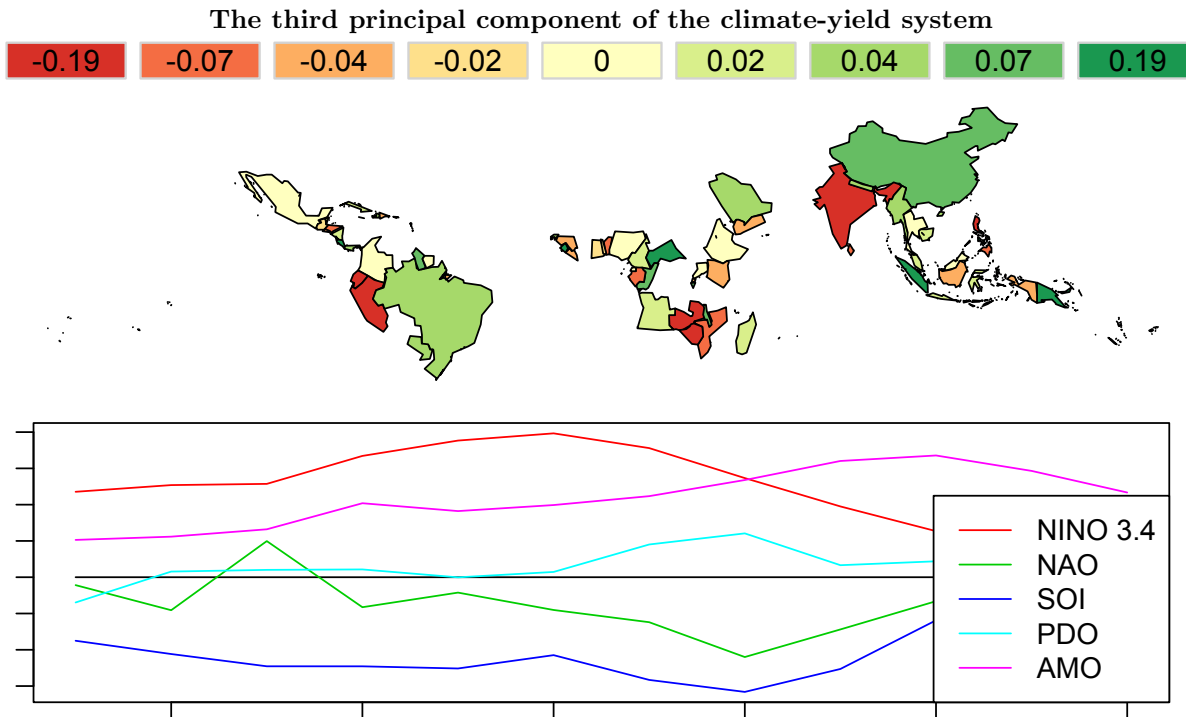 The third principal component of the climate-yield system
-0.19 -0.07 -0.04 -0.02 0 0.02 0.04 0.07 0.19
NINO 3.4
NAO
SOI
PDO
AMO